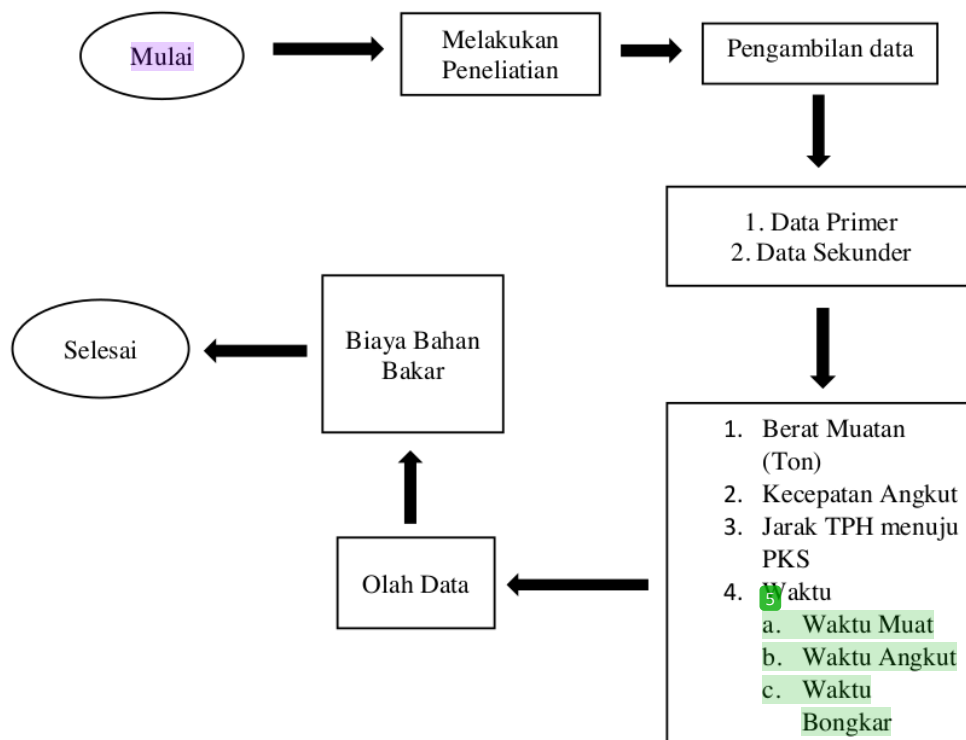 Mulai
Melakukan
Peneliatian
Pengambilan data
1. Data Primer
2. Data Sekunder
1. Berat Muatan
(Ton)
2. Kecepatan Angkut
3. Jarak TPH menuju
PKS
4. Waktu
5
a. Waktu Muat
b. Waktu Angkut
c. Waktu
Bongkar
Olah Data
Biaya Bahan
Bakar
Selesai